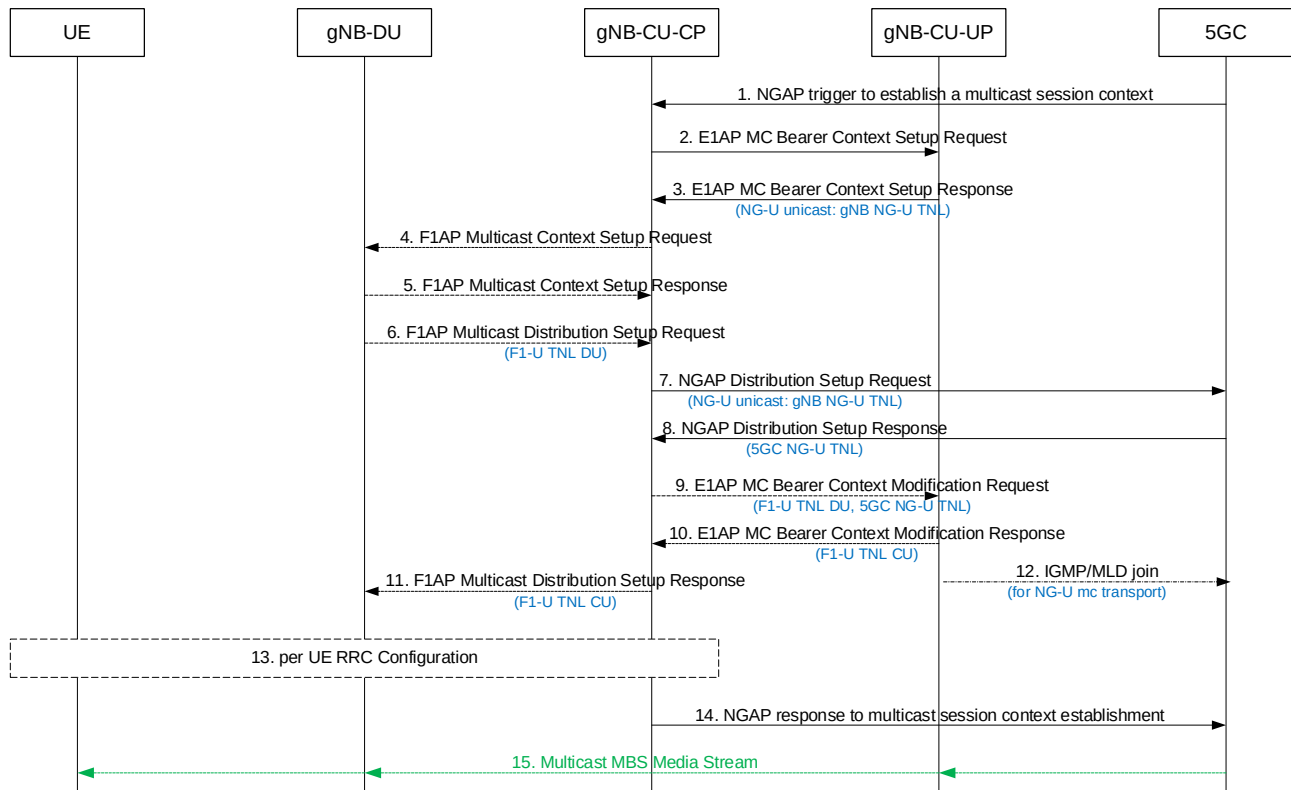 UE
gNB-DU
gNB-CU-CP
gNB-CU-UP
5GC
1. NGAP trigger to establish a multicast session context
2. E1AP MC Bearer Context Setup Request
3. E1AP MC Bearer Context Setup Response
(NG-U unicast: gNB NG-U TNL)
4. F1AP Multicast Context Setup Request
5. F1AP Multicast Context Setup Response
6. F1AP Multicast Distribution Setup Request
(F1-U TNL DU)
7. NGAP Distribution Setup Request
(NG-U unicast: gNB NG-U TNL)
8. NGAP Distribution Setup Response
(5GC NG-U TNL)
9. E1AP MC Bearer Context Modification Request
(F1-U TNL DU, 5GC NG-U TNL)
10. E1AP MC Bearer Context Modification Response
(F1-U TNL CU)
11. F1AP Multicast Distribution Setup Response
(F1-U TNL CU)
12. IGMP/MLD join
(for NG-U mc transport)
13. per UE RRC Configuration
14. NGAP response to multicast session context establishment
15. Multicast MBS Media Stream